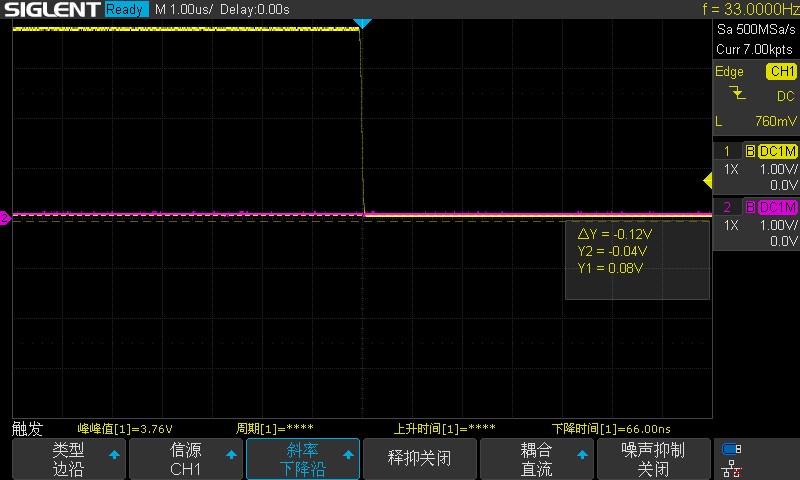 SIGLENT Ready M 1.00us/ Delay:0.00s f = 33.0000Hz
Sa 500MSa/s
Curr 7.00kpts
Edge CH1
DC
L 760mV
1 B DC1M
1X 1.00V/
0.0V
2 B DC1M
1X 1.00V/
0.0V
2
△Y = -0.12V
Y2 = -0.04V
Y1 = 0.08V
触发 峰峰值[1]=3.76V 周期[1]=**** 上升时间[1]=**** 下降时间[1]=66.00ns
类型
边沿
信源
CH1
斜率
下降沿
释抑关闭
耦合
直流
噪声抑制
关闭